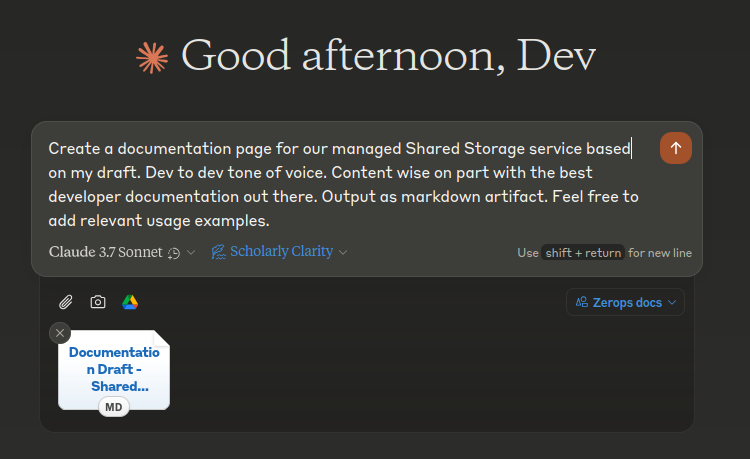 Good afternoon, Dev
Create a documentation page for our managed Shared Storage service based
on my draft. Dev to dev tone of voice. Content wise on part with the best
developer documentation out there. Output as markdown artifact. Feel free to
add relevant usage examples.
Claude 3.7 Sonnet Scholarly Clarity Use shift + return for new line
Zerops docs
Documentatio
n Draft -
Shared...
MD